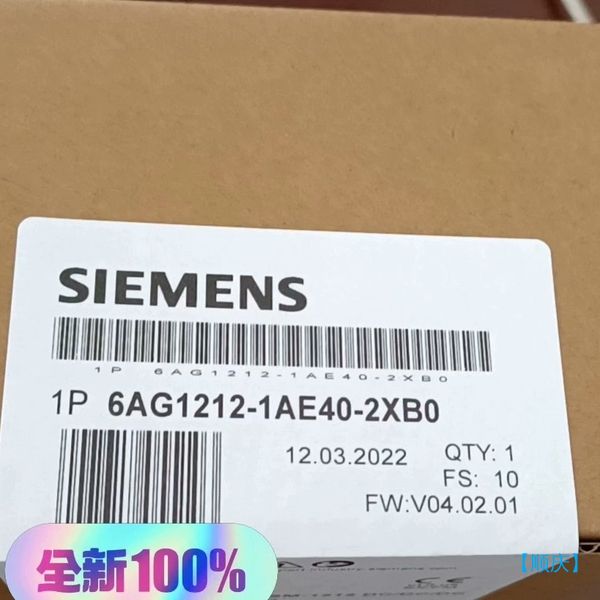 SIEMENS
1P 6AG1212-1AE40-2XB0
1P 6AG1212-1AE40-2XB0
12.03.2022
QTY: 1
FS: 10
FW:V04.02.01
全新100%
【顺庆】